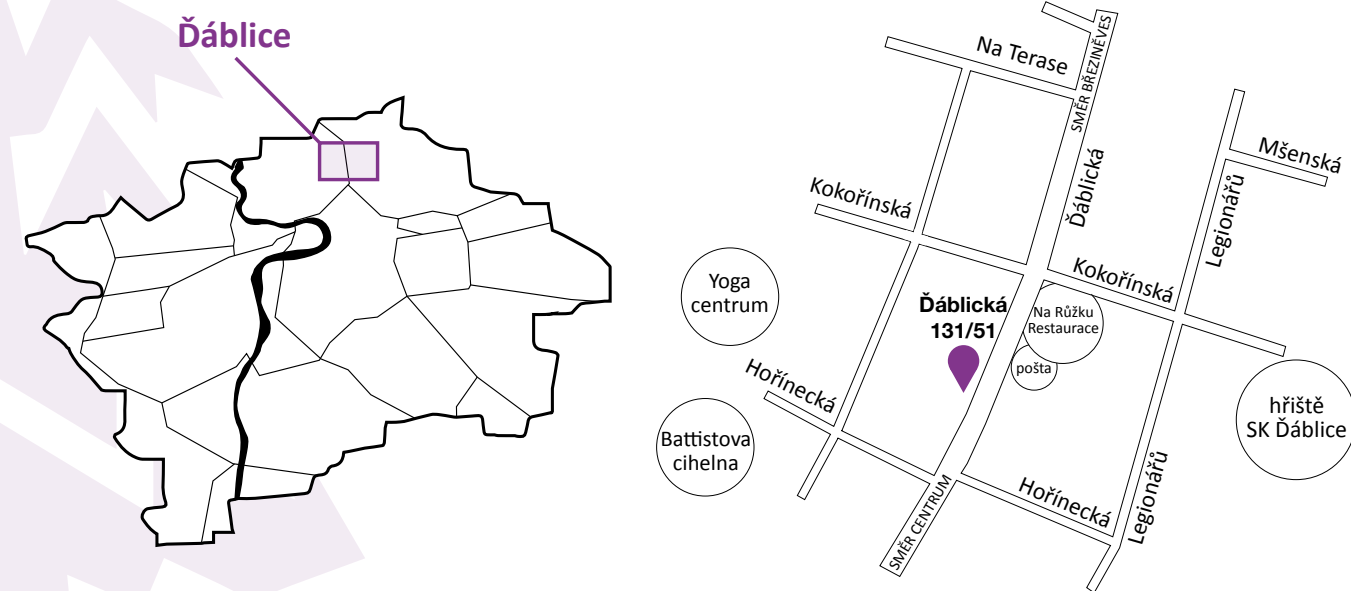 Ďáblice
SMĚR BŘEZINĚVES
Na Terase
Mšenská
Ďáblická
Legionářů
Kokořínská
Kokořínská
Yoga
centrum
Ďáblická
131/51
Na Růžku
Restaurace
pošta
Hořínecká
hřiště
SK Ďáblice
Battistova
cihelna
Hořínecká
Legionářů
SMĚR CENTRUM